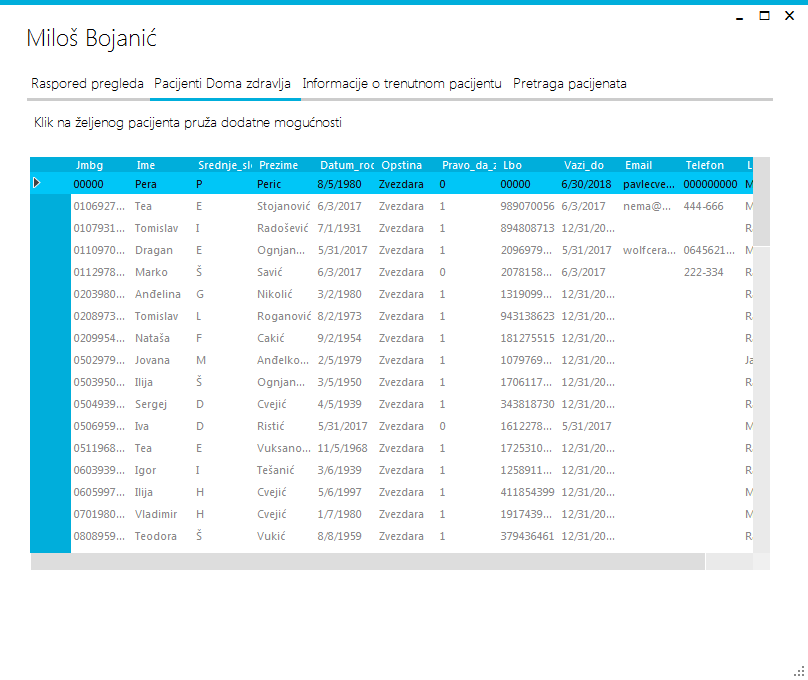 Miloš Bojanić
Raspored pregleda Pacijenti Doma zdravlja Informacije o trenutnom pacijentu Pretraga pacijenata
Klik na željenog pacijenta pruža dodatne mogućnosti
Jmbg Ime Srednje_sl Prezime Datum_roc Opstina Pravo_da_z Lbo Vazi_do Email Telefon L
00000 Pera P Peric 8/5/1980 Zvezdara 0 00000 6/30/2018 pavlecve... 000000000 M
0106927... Tea E Stojanović 6/3/2017 Zvezdara 1 989070056 6/3/2017 nema@... 444-666 M
0107931... Tomislav I Radošević 7/1/1931 Zvezdara 1 894808713 12/31/20... R
0110970... Dragan E Ognjan... 5/31/2017 Zvezdara 1 2096979... 5/31/2017 wolfcera... 0645621... M
0112978... Marko Š Savić 6/3/2017 Zvezdara 0 2078158... 6/3/2017 222-334 R
0203980... Anđelina G Nikolić 3/2/1980 Zvezdara 1 1319099... 12/31/20... R
0208973... Tomislav L Roganović 8/2/1973 Zvezdara 1 943138623 12/31/20... R
0209954... Nataša F Cakić 9/2/1954 Zvezdara 1 181275515 12/31/20... R
0502979... Jovana M Anđelko... 2/5/1979 Zvezdara 1 1079769... 12/31/20... Ja
0503950... Ilija Š Ognjan... 3/5/1950 Zvezdara 1 1706117... 12/31/20... R
0504939... Sergej D Cvejić 4/5/1939 Zvezdara 1 343818730 12/31/20... R
0506959... Iva D Ristić 5/31/2017 Zvezdara 0 1612278... 5/31/2017 M
0511968... Tea E Vuksano... 11/5/1968 Zvezdara 1 1725310... 12/31/20... R
0603939... Igor I Tešanić 3/6/1939 Zvezdara 1 1258911... 12/31/20... R
0605997... Ilija H Cvejić 5/6/1997 Zvezdara 1 411854399 12/31/20... M
0701980... Vladimir H Cvejić 1/7/1980 Zvezdara 1 1917439... 12/31/20... M
0808959... Teodora Š Vukić 8/8/1959 Zvezdara 1 379436461 12/31/20... R